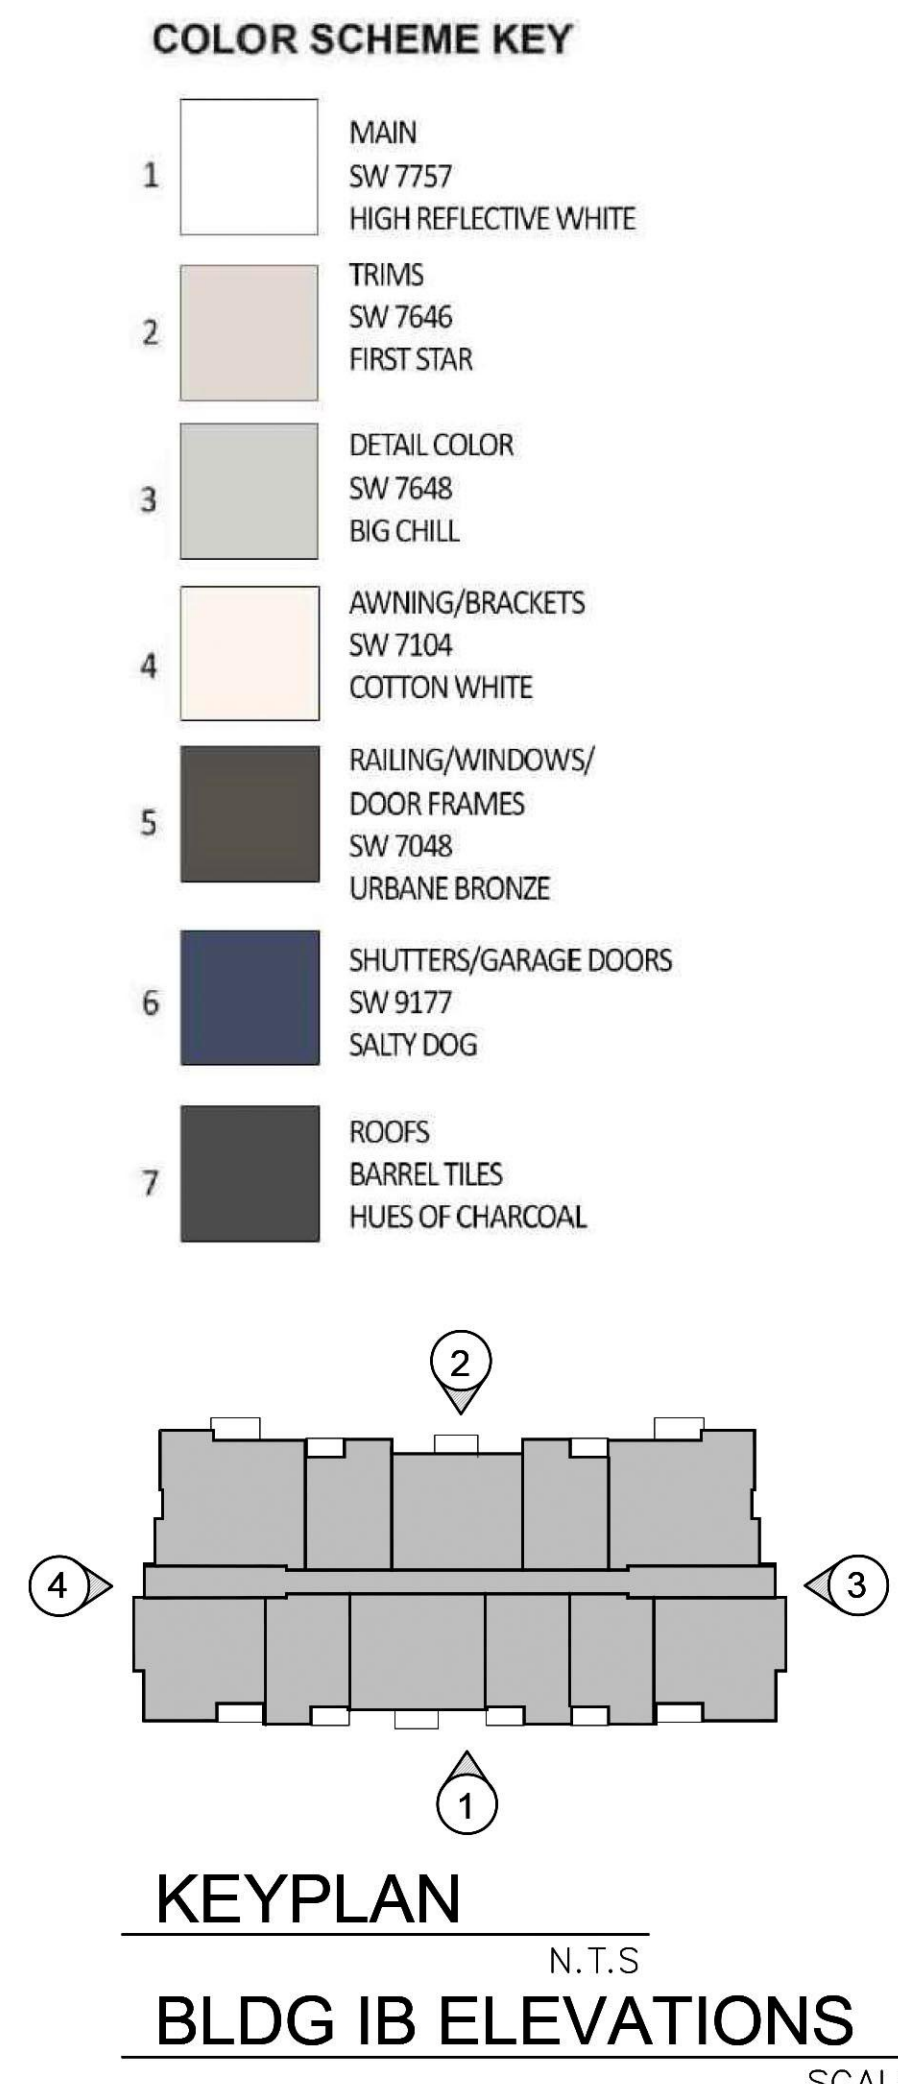 COLOR SCHEME KEY
1
MAIN
SW 7757
HIGH REFLECTIVE WHITE
2
TRIMS
SW 7646
FIRST STAR
3
DETAIL COLOR
SW 7648
BIG CHILL
4
AWNING/BRACKETS
SW 7104
COTTON WHITE
5
RAILING/WINDOWS/
DOOR FRAMES
SW 7048
URBANE BRONZE
6
SHUTTERS/GARAGE DOORS
SW 9177
SALTY DOG
7
ROOFS
BARREL TILES
HUES OF CHARCOAL
2
4
3
1
KEYPLAN
N.T.S
BLDG IB ELEVATIONS